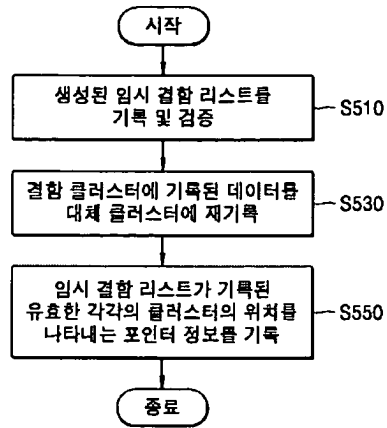 시작
생성된 임시 결함 리스트를
기록 및 검증
S510
결함 클러스터에 기록된 데이터를
대체 클러스터에 재기록
S530
임시 결함 리스트가 기록된
유효한 각각의 클러스터의 위치를
나타내는 포인터 정보를 기록
S550
종료